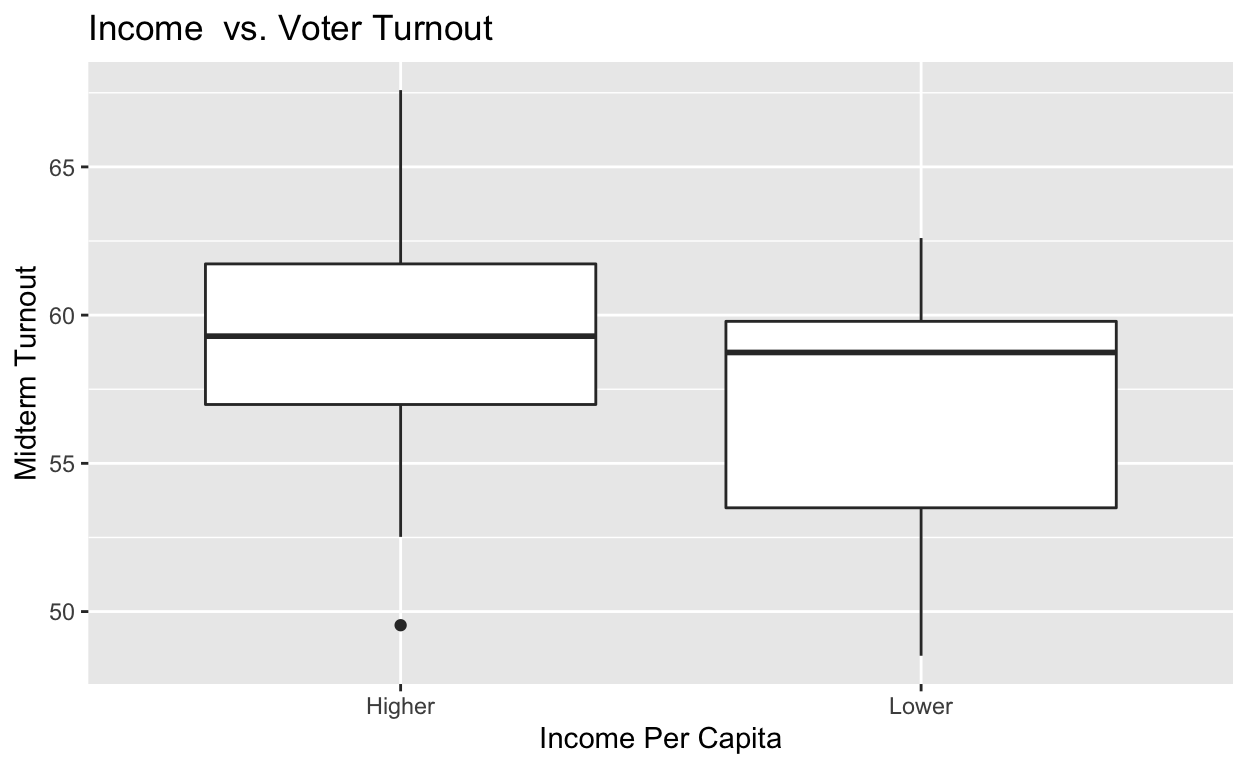 Income  vs. Voter Turnout
Midterm Turnout
65
60
55
50
Higher
Lower
Income Per Capita